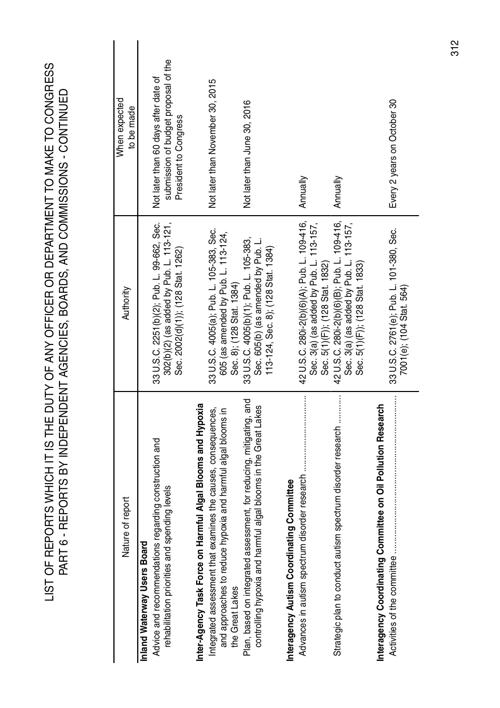 LIST OF REPORTS WHICH IT IS THE DUTY OF ANY OFFICER OR DEPARTMENT TO MAKE TO CONGRESS
PART 6 - REPORTS BY INDEPENDENT AGENCIES, BOARDS, AND COMMISSIONS - CONTINUED
Nature of report
Authority
When expected
to be made
Inland Waterway Users Board
Advice and recommendations regarding construction and
rehabilitation priorities and spending levels
33 U.S.C. 2251(b)(2); Pub. L. 99-662, Sec.
302(b)(2) (as amended by Pub. L. 113-121,
Sec. 2002(d)(1); (128 Stat. 1262)
Not later than 60 days after date of
submission of budget proposal of the
President to Congress
Inter-Agency Task Force on Harmful Algal Blooms and Hypoxia
Integrated assessment that examines the causes, consequences,
and approaches to reduce hypoxia and harmful algal blooms in
the Great Lakes
33 U.S.C. 4005(a); Pub. L. 105-383, Sec.
605 (as amended by Pub. L. 113-124,
Sec. 8); (128 Stat. 1384)
Not later than November 30, 2015
Plan, based on integrated assessment, for reducing, mitigating, and
controlling hypoxia and harmful algal blooms in the Great Lakes
33 U.S.C. 4005(b)(1); Pub. L. 105-383,
Sec. 605(b) (as amended by Pub. L.
113-124, Sec. 8); (128 Stat. 1384)
Not later than June 30, 2016
Interagency Autism Coordinating Committee
Advances in autism spectrum disorder research ..............................
42 U.S.C. 280i-2(b)(6)(A); Pub. L. 109-416,
Sec. 3(a) (as added by Pub. L. 113-157,
Sec. 5(1)(F)); (128 Stat. 1832)
Annually
Strategic plan to conduct autism spectrum disorder research ...........
42 U.S.C. 280i-2(b)(6)(B); Pub. L. 109-416,
Sec. 3(a) (as added by Pub. L. 113-157,
Sec. 5(1)(F)); (128 Stat. 1833)
Annually
Interagency Coordinating Committee on Oil Pollution Research
Activities of the committee ................................................................
33 U.S.C. 2761(e); Pub. L. 101-380, Sec.
7001(e); (104 Stat. 564)
Every 2 years on October 30
312